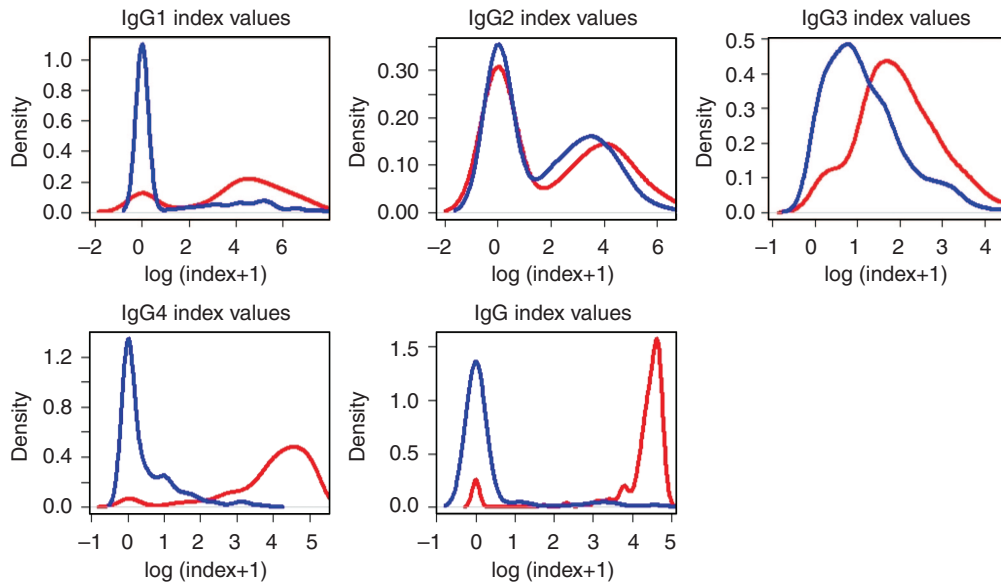 IgG1 index values
1.0
0.8
0.6
0.4
0.2
0.0
Density
−2 0 2 4 6
log (index+1)
IgG2 index values
0.30
0.20
0.10
0.00
Density
−2 0 2 4 6
log (index+1)
IgG3 index values
0.5
0.4
0.3
0.2
0.1
0.0
Density
−1 0 1 2 3 4
log (index+1)
IgG4 index values
1.2
0.8
0.4
0.0
Density
−1 0 1 2 3 4 5
log (index+1)
IgG index values
1.5
1.0
0.5
0.0
Density
−1 0 1 2 3 4 5
log (index+1)